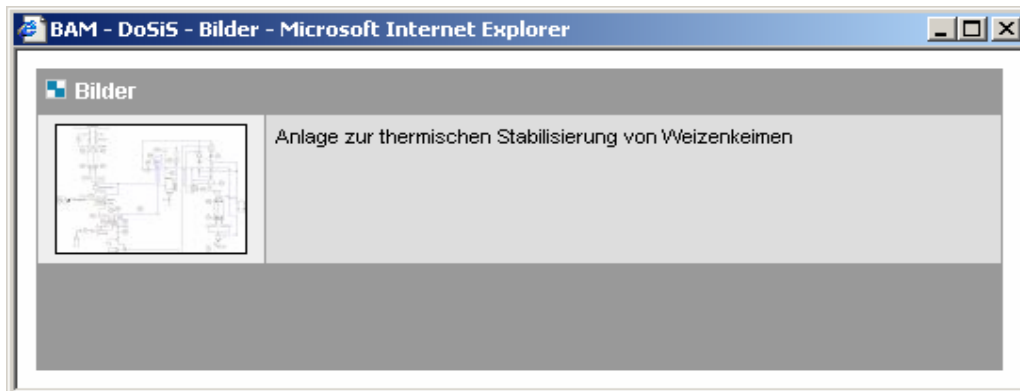 BAM - DoSiS - Bilder - Microsoft Internet Explorer
Bilder
Anlage zur thermischen Stabilisierung von Weizenkeimen